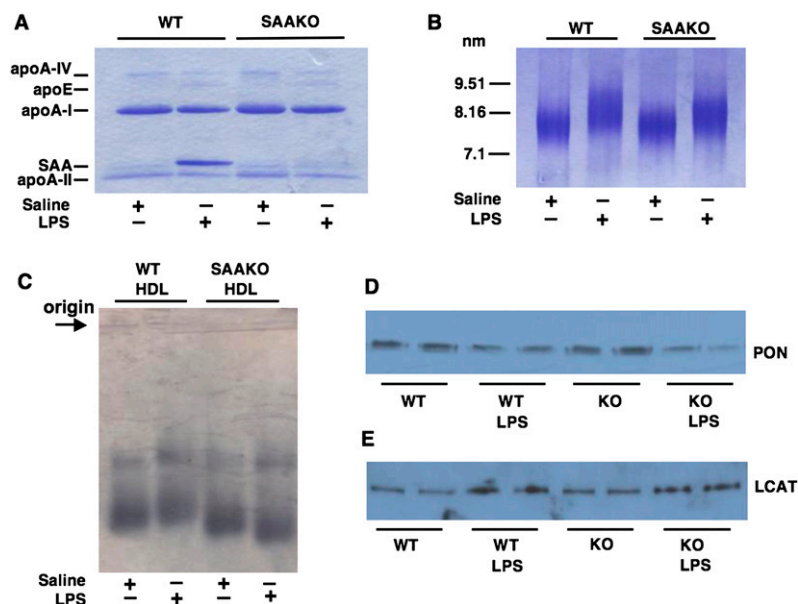 A
WT SAAKO
apoA-IV
apoE
apoA-I
SAA
apoA-II
Saline + – + –
LPS – + – +
B
nm WT SAAKO
9.51
8.16
7.1
Saline + – + –
LPS – + – +
C
WT HDL SAAKO HDL
origin
Saline + – + –
LPS – + – +
D
PON
WT WT LPS KO KO LPS
E
LCAT
WT WT LPS KO KO LPS